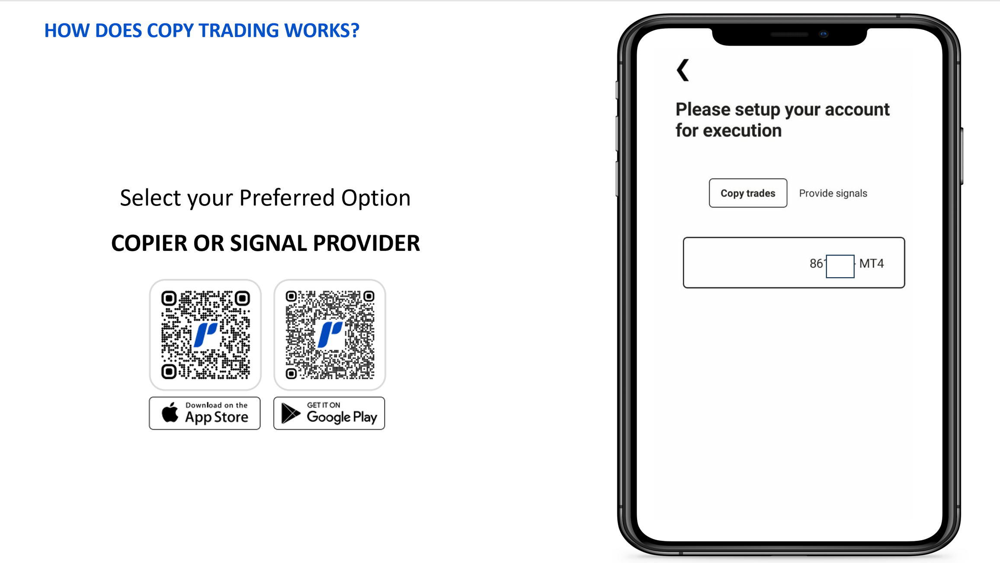 HOW DOES COPY TRADING WORKS?
Select your Preferred Option
COPIER OR SIGNAL PROVIDER
Download on the
App Store
GET IT ON
Google Play
Please setup your account
for execution
Copy trades
Provide signals
86 MT4